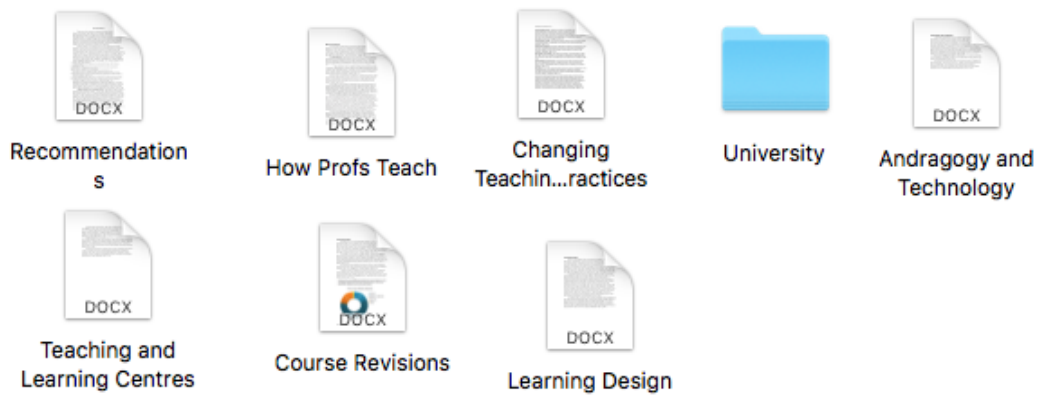 DOCX
Recommendation
s
DOCX
How Profs Teach
DOCX
Changing
Teachin...ractices
University
DOCX
Andragogy and
Technology
DOCX
Teaching and
Learning Centres
DOCX
Course Revisions
DOCX
Learning Design